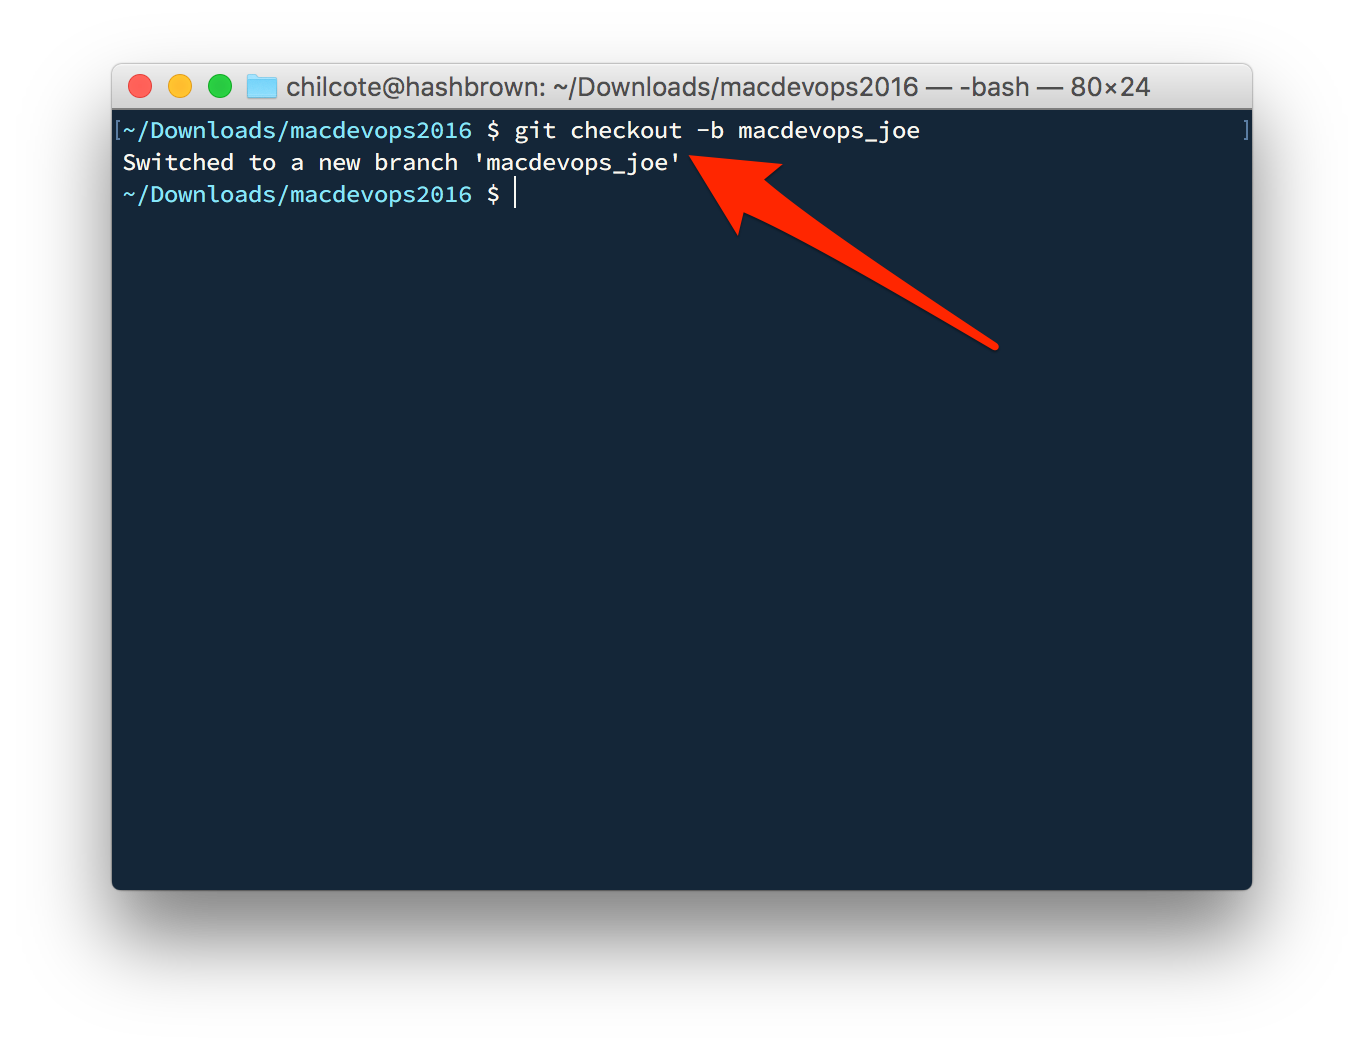 chilcote@hashbrown: ~/Downloads/macdevops2016 — -bash — 80×24
[~/Downloads/macdevops2016 $ git checkout -b macdevops_joe ]
Switched to a new branch 'macdevops_joe'
~/Downloads/macdevops2016 $